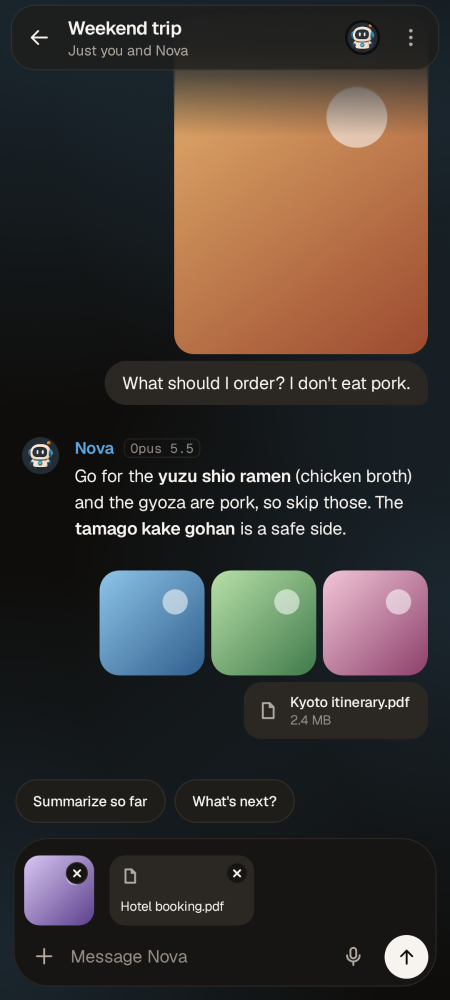 Weekend trip
Just you and Nova
What should I order? I don't eat pork.
Nova Opus 5.5
Go for the yuzu shio ramen (chicken broth)
and the gyoza are pork, so skip those. The
tamago kake gohan is a safe side.
Kyoto itinerary.pdf
2.4 MB
Summarize so far What's next?
Hotel booking.pdf
Message Nova